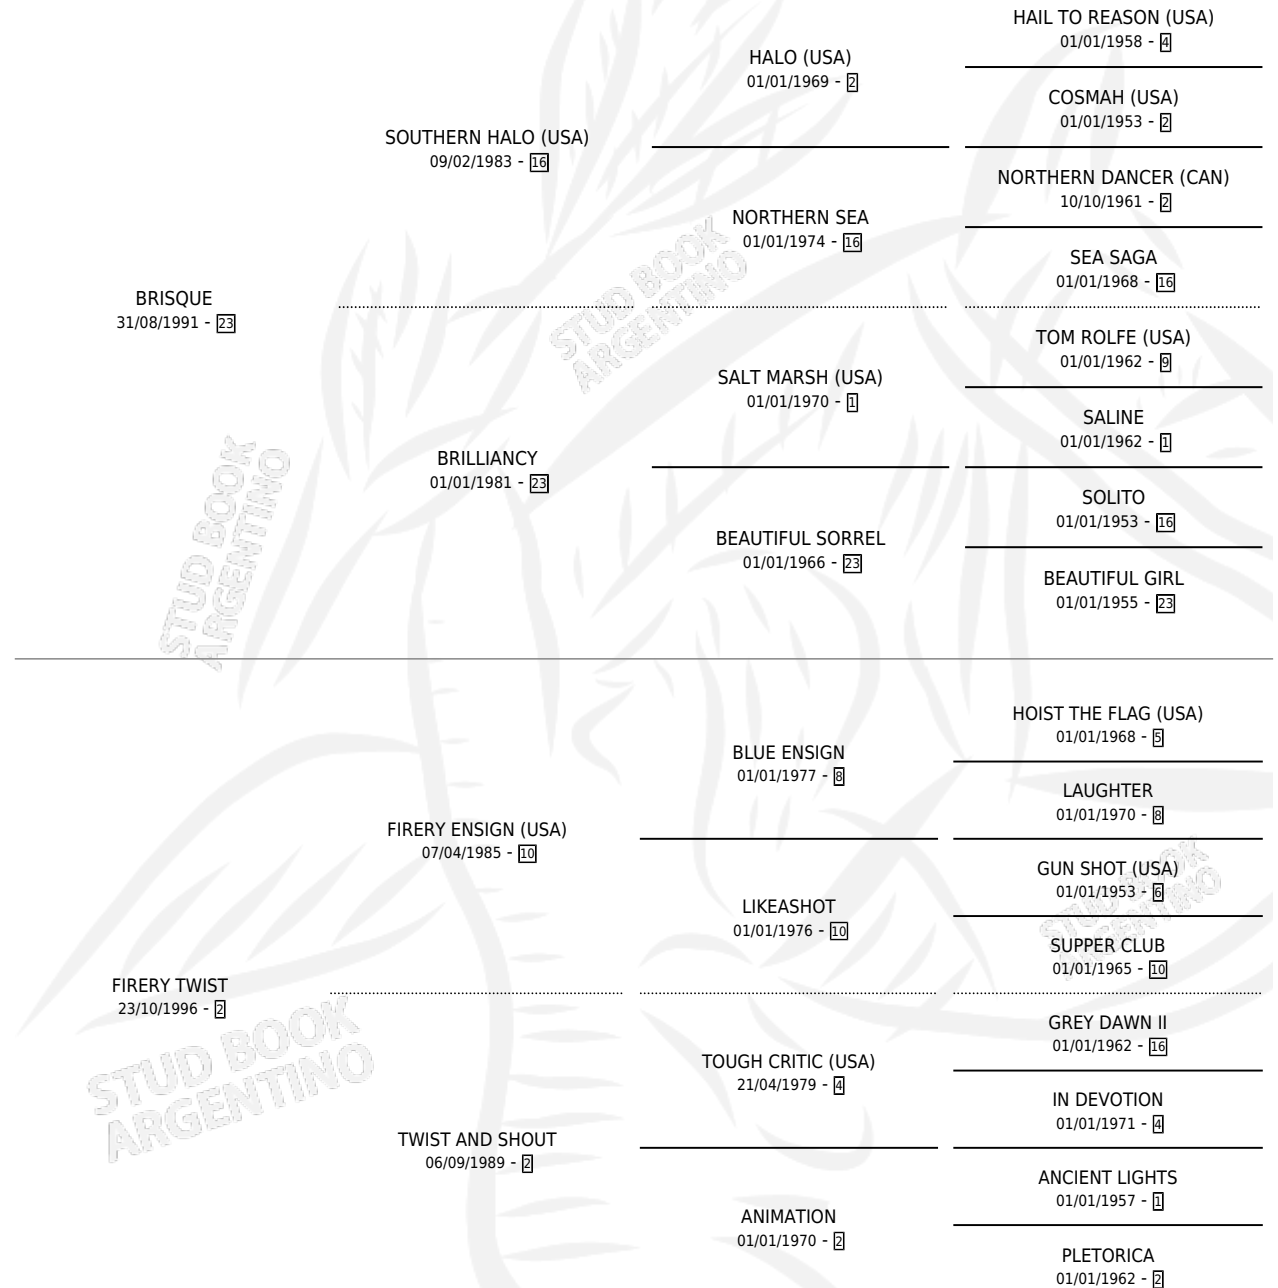 HAIL TO REASON (USA)
01/01/1958 - 4
HALO (USA)
01/01/1969 - 2
COSMAH (USA)
01/01/1953 - 2
SOUTHERN HALO (USA)
09/02/1983 - 16
NORTHERN DANCER (CAN)
10/10/1961 - 2
NORTHERN SEA
01/01/1974 - 16
SEA SAGA
01/01/1968 - 16
BRISQUE
31/08/1991 - 23
STUD BOOK
ARGENTINO
TOM ROLFE (USA)
01/01/1962 - 9
SALT MARSH (USA)
01/01/1970 - 1
SALINE
01/01/1962 - 1
BRILLIANCY
01/01/1981 - 23
SOLITO
01/01/1953 - 16
BEAUTIFUL SORREL
01/01/1966 - 23
BEAUTIFUL GIRL
01/01/1955 - 23
STUD BOOK
ARGENTINO
HOIST THE FLAG (USA)
01/01/1968 - 5
BLUE ENSIGN
01/01/1977 - 8
LAUGHTER
01/01/1970 - 8
FIRERY ENSIGN (USA)
07/04/1985 - 10
GUN SHOT (USA)
01/01/1953 - 6
LIKEASHOT
01/01/1976 - 10
SUPPER CLUB
01/01/1965 - 10
STUD BOOK
ARGENTINO
FIRERY TWIST
23/10/1996 - 2
GREY DAWN II
01/01/1962 - 16
TOUGH CRITIC (USA)
21/04/1979 - 4
IN DEVOTION
01/01/1971 - 4
STUD BOOK
ARGENTINO
TWIST AND SHOUT
06/09/1989 - 2
ANCIENT LIGHTS
01/01/1957 - 1
ANIMATION
01/01/1970 - 2
PLETORICA
01/01/1962 - 2